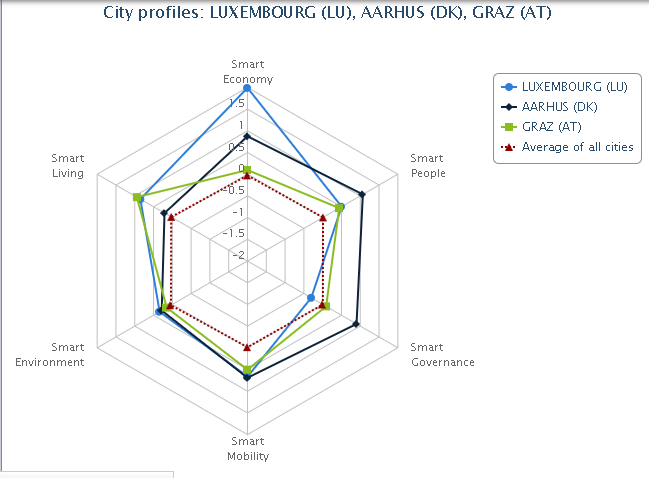 City profiles: LUXEMBOURG (LU), AARHUS (DK), GRAZ (AT)
Smart
Economy
LUXEMBOURG (LU)
AARHUS (DK)
GRAZ (AT)
Average of all cities
1.5
1
0.5
0
-0.5
-1
-1.5
-2
Smart
Living
Smart
People
Smart
Environment
Smart
Governance
Smart
Mobility